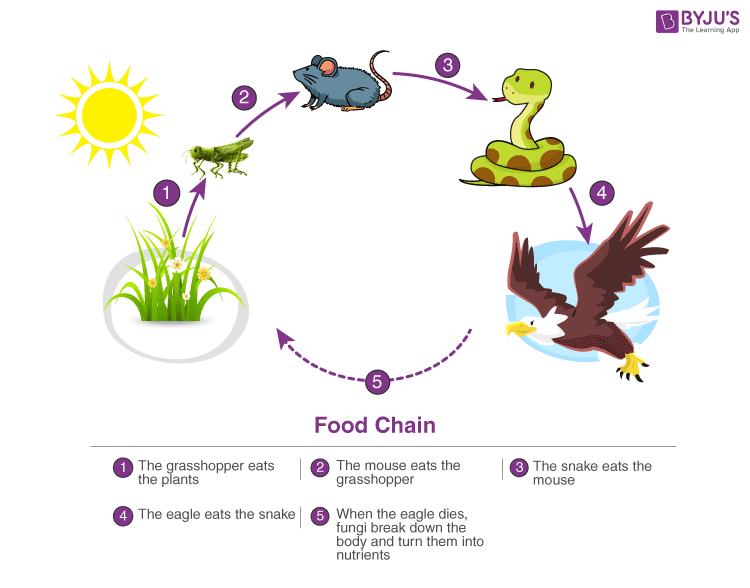 BYJU'S
The Learning App
3
2
4
1
5
Food Chain
1 The grasshopper eats
the plants
2 The mouse eats the
grasshopper
3 The snake eats the
mouse
4 The eagle eats the snake
5 When the eagle dies,
fungi break down the
body and turn them into
nutrients